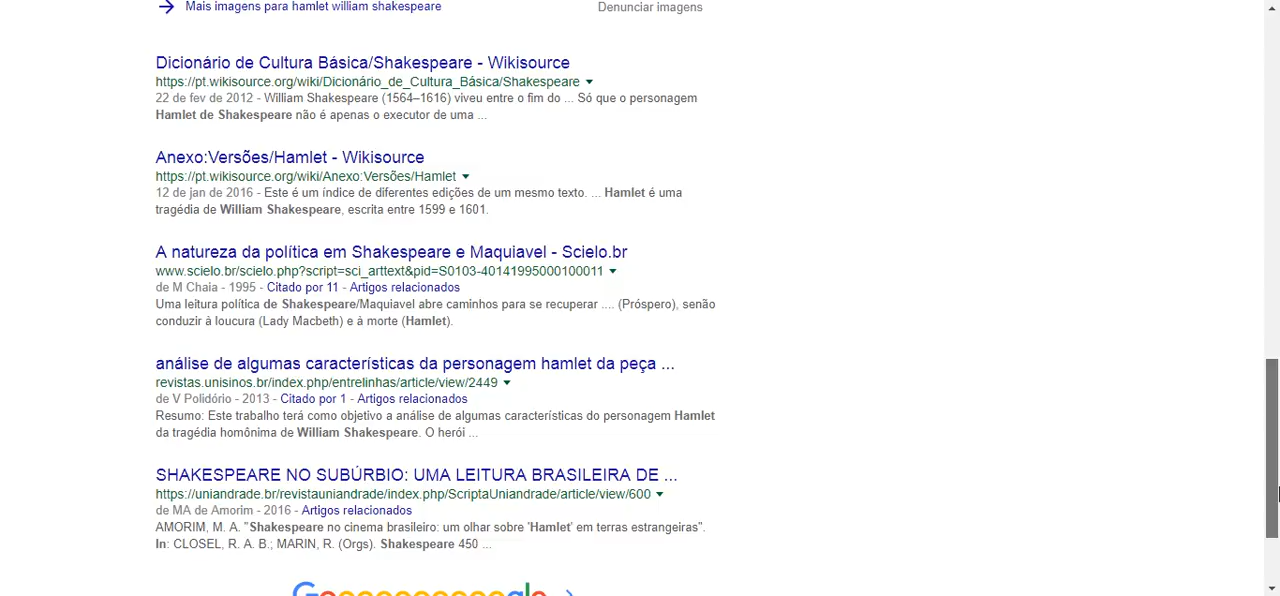 Mais imagens para hamlet william shakespeare Denunciar imagens
Dicionário de Cultura Básica/Shakespeare - Wikisource
https://pt.wikisource.org/wiki/Dicionário_de_Cultura_Básica/Shakespeare
22 de fev de 2012 - William Shakespeare (1564–1616) viveu entre o fim do ... Só que o personagem
Hamlet de Shakespeare não é apenas o executor de uma ...
Anexo:Versões/Hamlet - Wikisource
https://pt.wikisource.org/wiki/Anexo:Versões/Hamlet
12 de jan de 2016 - Este é um índice de diferentes edições de um mesmo texto. ... Hamlet é uma
tragédia de William Shakespeare, escrita entre 1599 e 1601.
A natureza da política em Shakespeare e Maquiavel - Scielo.br
www.scielo.br/scielo.php?script=sci_arttext&pid=S0103-40141995000100011
de M Chaia - 1995 - Citado por 11 - Artigos relacionados
Uma leitura política de Shakespeare/Maquiavel abre caminhos para se recuperar .... (Próspero), senão
conduzir à loucura (Lady Macbeth) e à morte (Hamlet).
análise de algumas características da personagem hamlet da peça ...
revistas.unisinos.br/index.php/entrelinhas/article/view/2449
de V Polidório - 2013 - Citado por 1 - Artigos relacionados
Resumo: Este trabalho terá como objetivo a análise de algumas características do personagem Hamlet
da tragédia homônima de William Shakespeare. O herói ...
SHAKESPEARE NO SUBÚRBIO: UMA LEITURA BRASILEIRA DE ...
https://uniandrade.br/revistauniandrade/index.php/ScriptaUniandrade/article/view/600
de MA de Amorim - 2016 - Artigos relacionados
AMORIM, M. A. "Shakespeare no cinema brasileiro: um olhar sobre 'Hamlet' em terras estrangeiras”.
In: CLOSEL, R. A. B.; MARIN, R. (Orgs). Shakespeare 450 ...